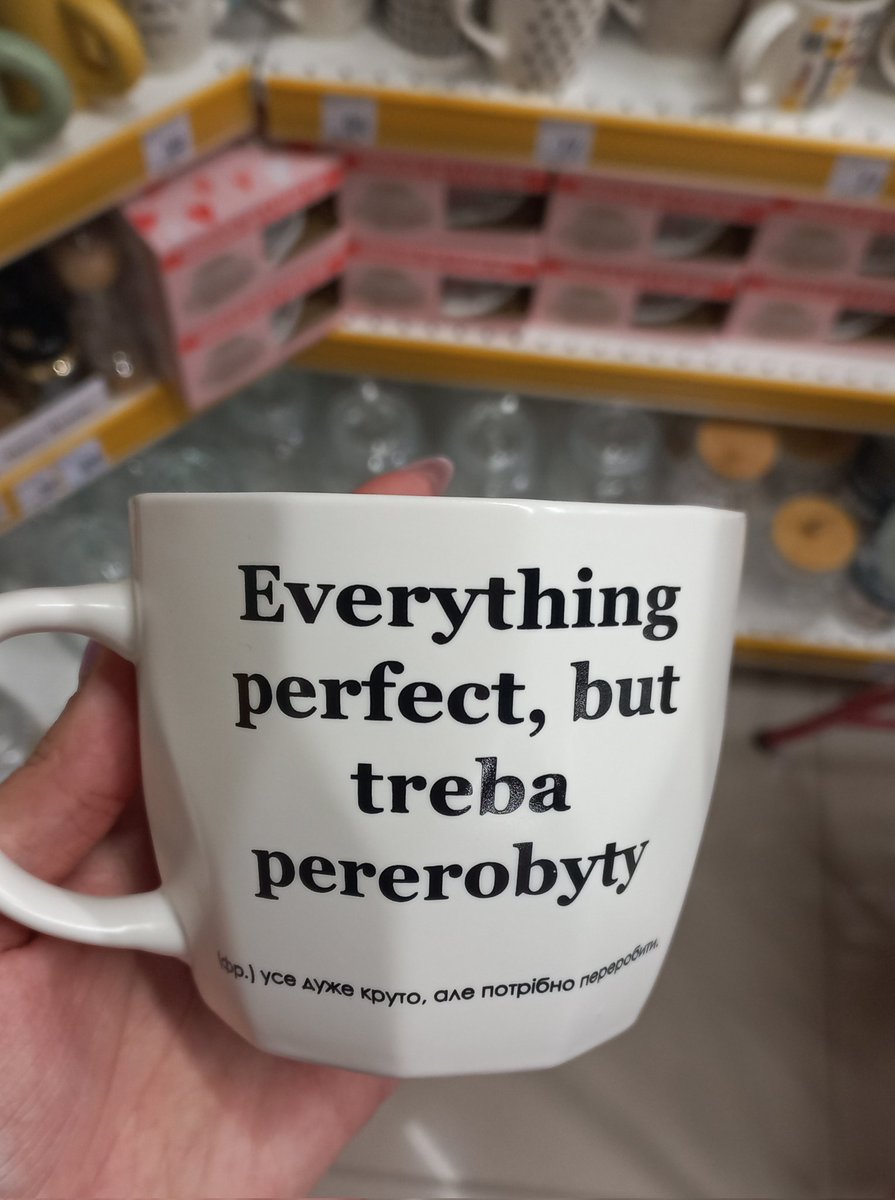 Everything
perfect, but
treba
pererobyty
(фр.) усе дуже круто, але потрібно переробити.